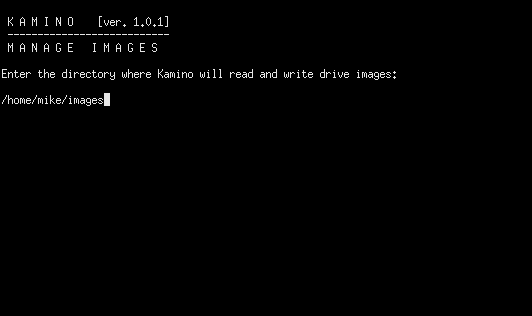 K A M I N O   [ver. 1.0.1]
---------------------------
M A N A G E   I M A G E S
Enter the directory where Kamino will read and write drive images:
/home/mike/images